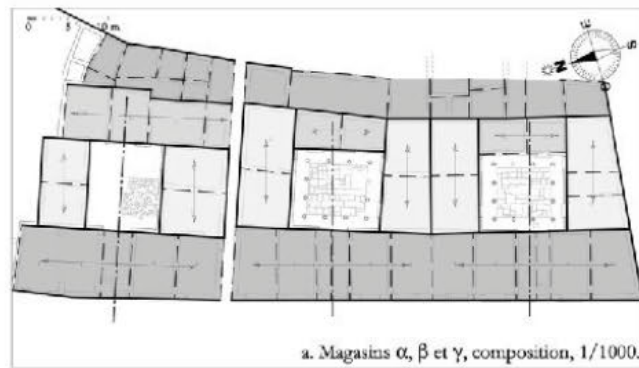 0 5 10 m
E
S
N
O
a. Magasins α, β et γ, composition, 1/1000.